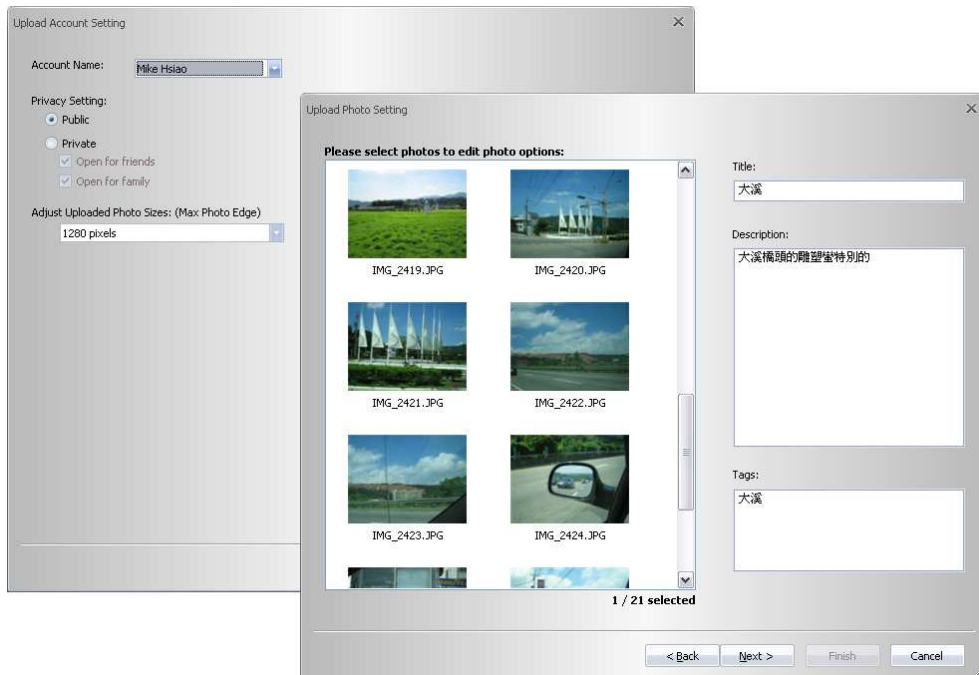 Upload Account Setting
Account Name:
Mike Hsiao
Privacy Setting:
Public
Private
Open for friends
Open for family
Adjust Uploaded Photo Sizes: (Max Photo Edge)
1280 pixels
Upload Photo Setting
Please select photos to edit photo options:
IMG_2419.JPG
IMG_2420.JPG
IMG_2421.JPG
IMG_2422.JPG
IMG_2423.JPG
IMG_2424.JPG
1 / 21 selected
Title:
大溪
Description:
大溪橋頭的雕塑蠻特別的
Tags:
大溪
< Back
Next >
Finish
Cancel